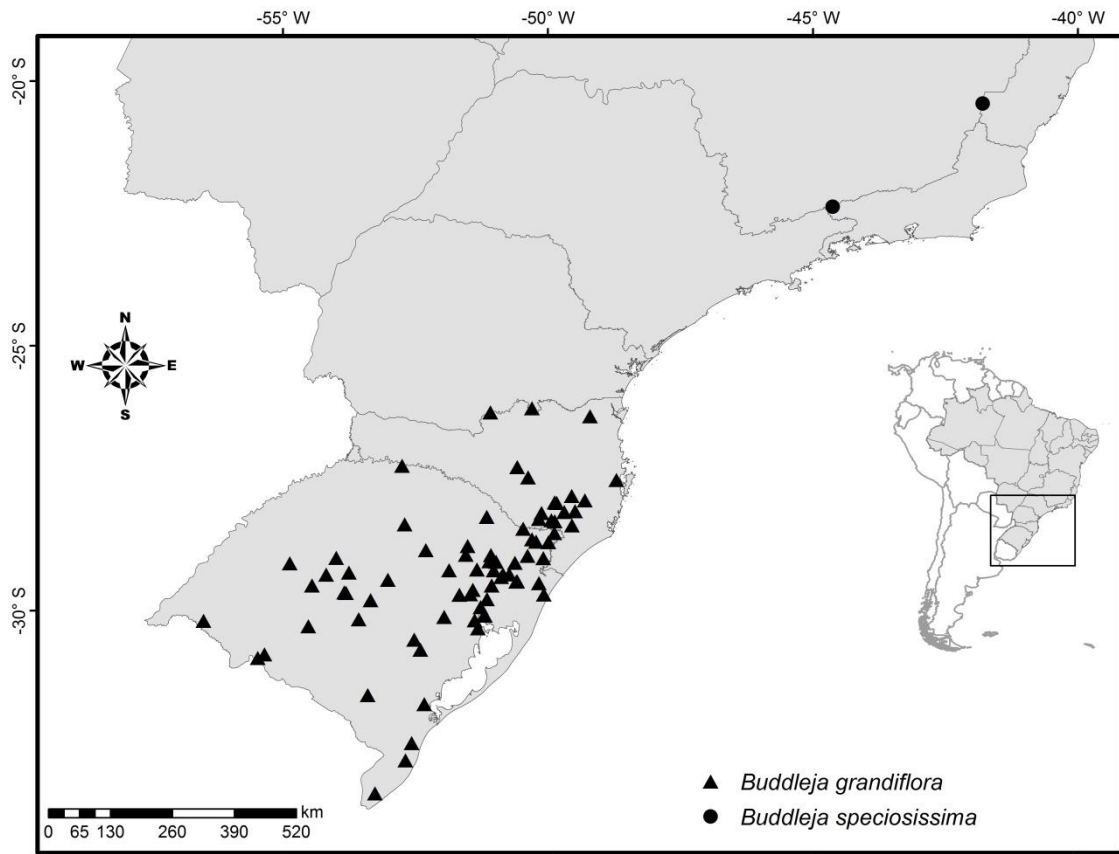 -55° W
-50° W
-45° W
-40° W
-20° S
-25° S
-30° S
N
W
E
S
Buddleja grandiflora
Buddleja speciosissima
km
0 65 130 260 390 520